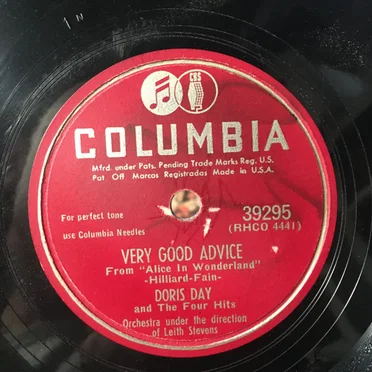 CBS
COLUMBIA
Mfrd. under Pats. Pending Trade Marks Reg. U.S.
Pat Off Marcas Registradas Made in U.S.A.
For perfect tone
use Columbia Needles
39295
(RHCO 4441)
VERY GOOD ADVICE
From "Alice In Wonderland"
-Hilliard-Fain-
DORIS DAY
and The Four Hits
Orchestra under the direction
of Leith Stevens